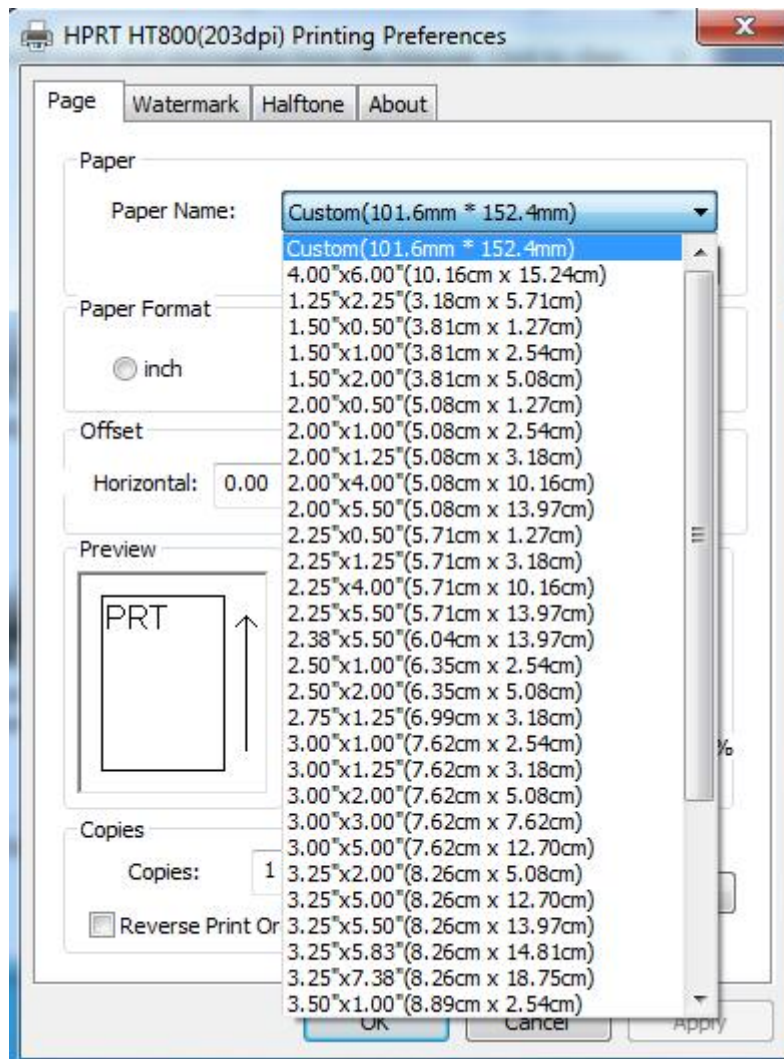 HPRT HT800(203dpi) Printing Preferences
Page Watermark Halftone About
Paper
Paper Name: Custom(101.6mm * 152.4mm)
Custom(101.6mm * 152.4mm)
4.00"x6.00"(10.16cm x 15.24cm)
1.25"x2.25"(3.18cm x 5.71cm)
Paper Format
1.50"x0.50"(3.81cm x 1.27cm)
1.50"x1.00"(3.81cm x 2.54cm)
inch
1.50"x2.00"(3.81cm x 5.08cm)
2.00"x0.50"(5.08cm x 1.27cm)
Offset
2.00"x1.00"(5.08cm x 2.54cm)
2.00"x1.25"(5.08cm x 3.18cm)
Horizontal: 0.00
2.00"x4.00"(5.08cm x 10.16cm)
2.00"x5.50"(5.08cm x 13.97cm)
2.25"x0.50"(5.71cm x 1.27cm)
Preview
2.25"x1.25"(5.71cm x 3.18cm)
2.25"x4.00"(5.71cm x 10.16cm)
PRT
2.25"x5.50"(5.71cm x 13.97cm)
2.38"x5.50"(6.04cm x 13.97cm)
2.50"x1.00"(6.35cm x 2.54cm)
2.50"x2.00"(6.35cm x 5.08cm)
2.75"x1.25"(6.99cm x 3.18cm)
3.00"x1.00"(7.62cm x 2.54cm)
%
3.00"x1.25"(7.62cm x 3.18cm)
3.00"x2.00"(7.62cm x 5.08cm)
3.00"x3.00"(7.62cm x 7.62cm)
Copies
3.00"x5.00"(7.62cm x 12.70cm)
Copies: 1
3.25"x2.00"(8.26cm x 5.08cm)
3.25"x5.00"(8.26cm x 12.70cm)
Reverse Print Or
3.25"x5.50"(8.26cm x 13.97cm)
3.25"x5.83"(8.26cm x 14.81cm)
3.25"x7.38"(8.26cm x 18.75cm)
3.50"x1.00"(8.89cm x 2.54cm)
OK Cancel Apply